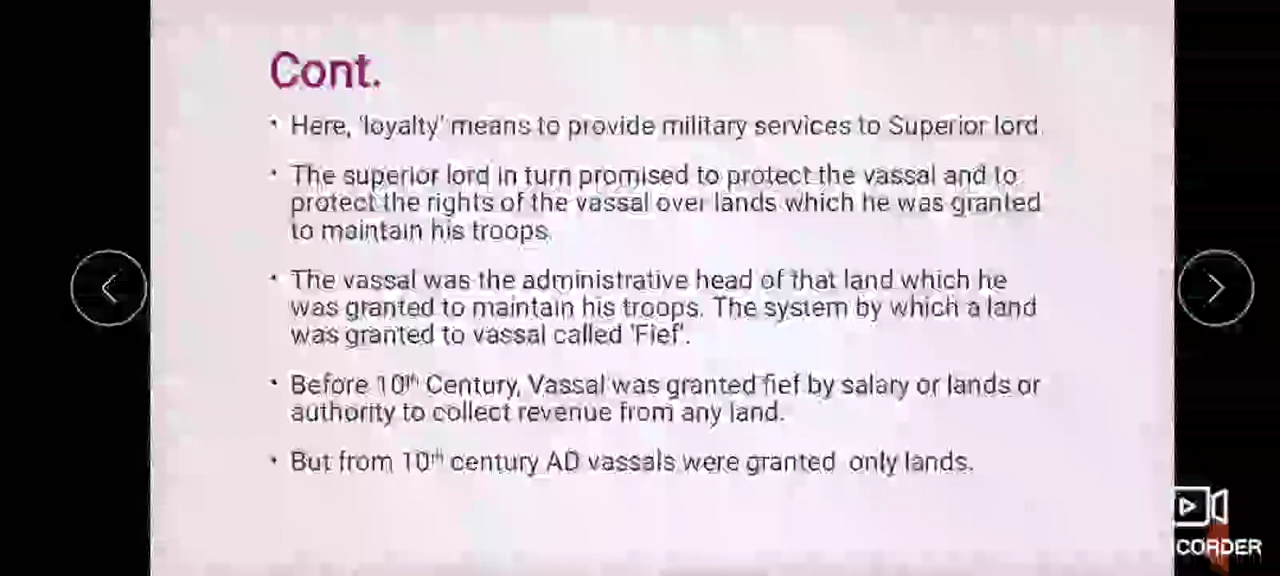 Cont.
• Here, 'loyalty' means to provide military services to Superior lord.
• The superior lord in turn promised to protect the vassal and to
protect the rights of the vassal over lands which he was granted
to maintain his troops.
• The vassal was the administrative head of that land which he
was granted to maintain his troops. The system by which a land
was granted to vassal called 'Fief'.
• Before 10th Century, Vassal was granted fief by salary or lands or
authority to collect revenue from any land.
• But from 10th century AD vassals were granted only lands.
CORDER